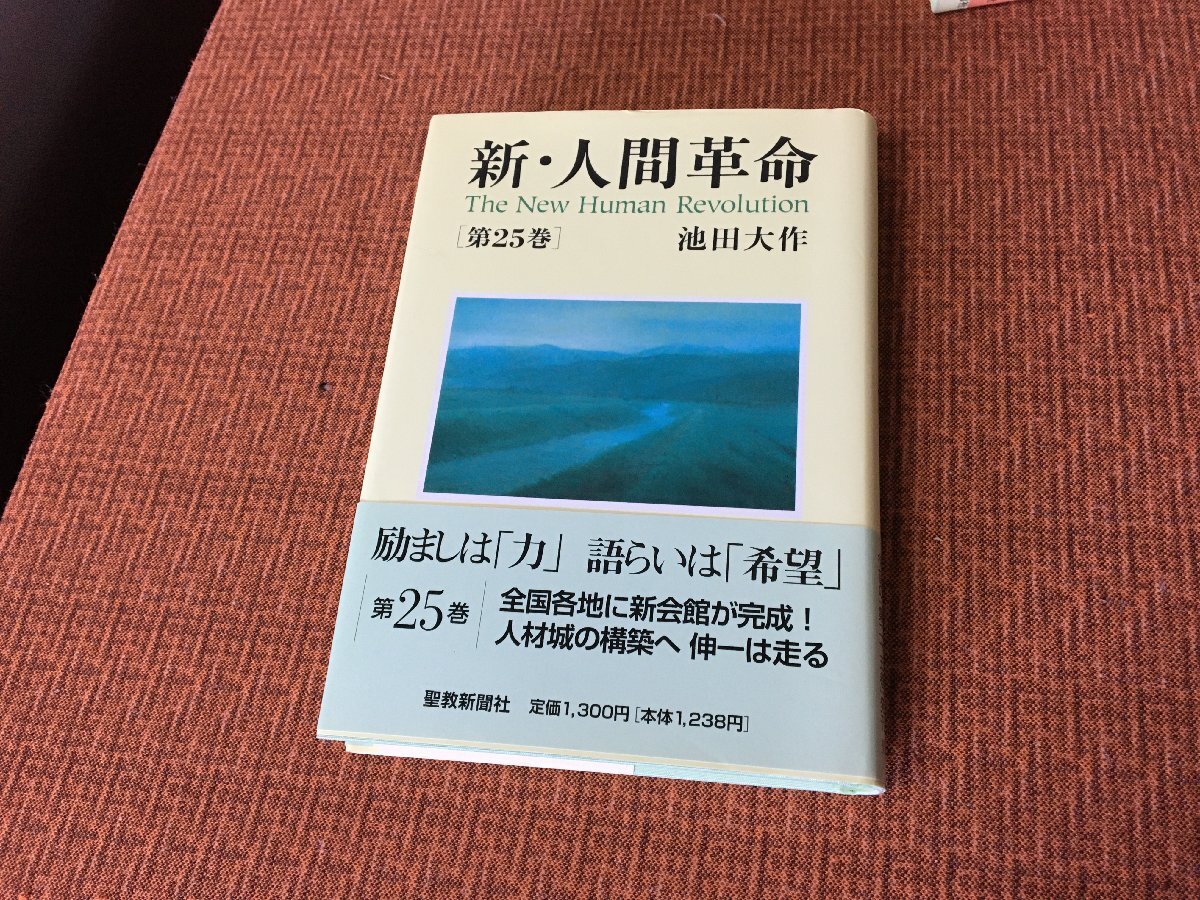 新・人間革命
The New Human Revolution
［第25巻］ 池田大作
励ましは「力」 語らいは「希望」
第25巻
全国各地に新会館が完成！
人材城の構築へ 伸一は走る
聖教新聞社 定価1,300円［本体1,238円］